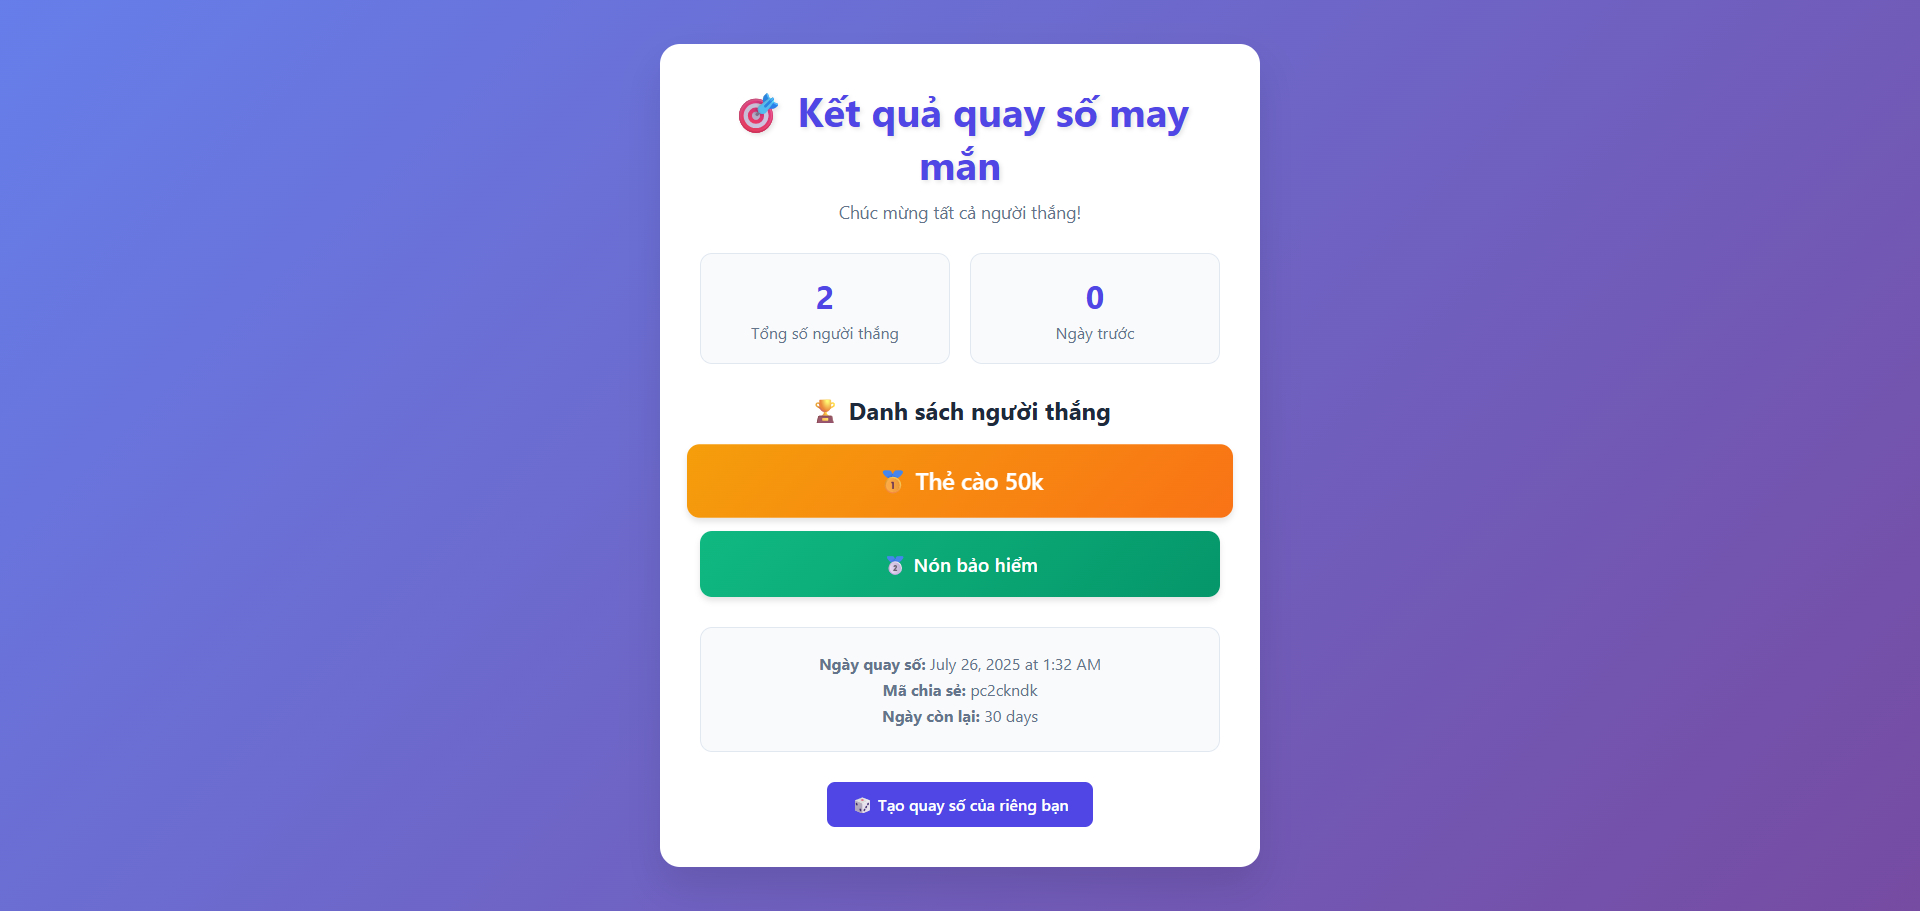 Kết quả quay số may
mắn
Chúc mừng tất cả người thắng!
2
Tổng số người thắng
0
Ngày trước
Danh sách người thắng
Thẻ cào 50k
Nón bảo hiểm
Ngày quay số: July 26, 2025 at 1:32 AM
Mã chia sẻ: pc2ckndk
Ngày còn lại: 30 days
Tạo quay số của riêng bạn